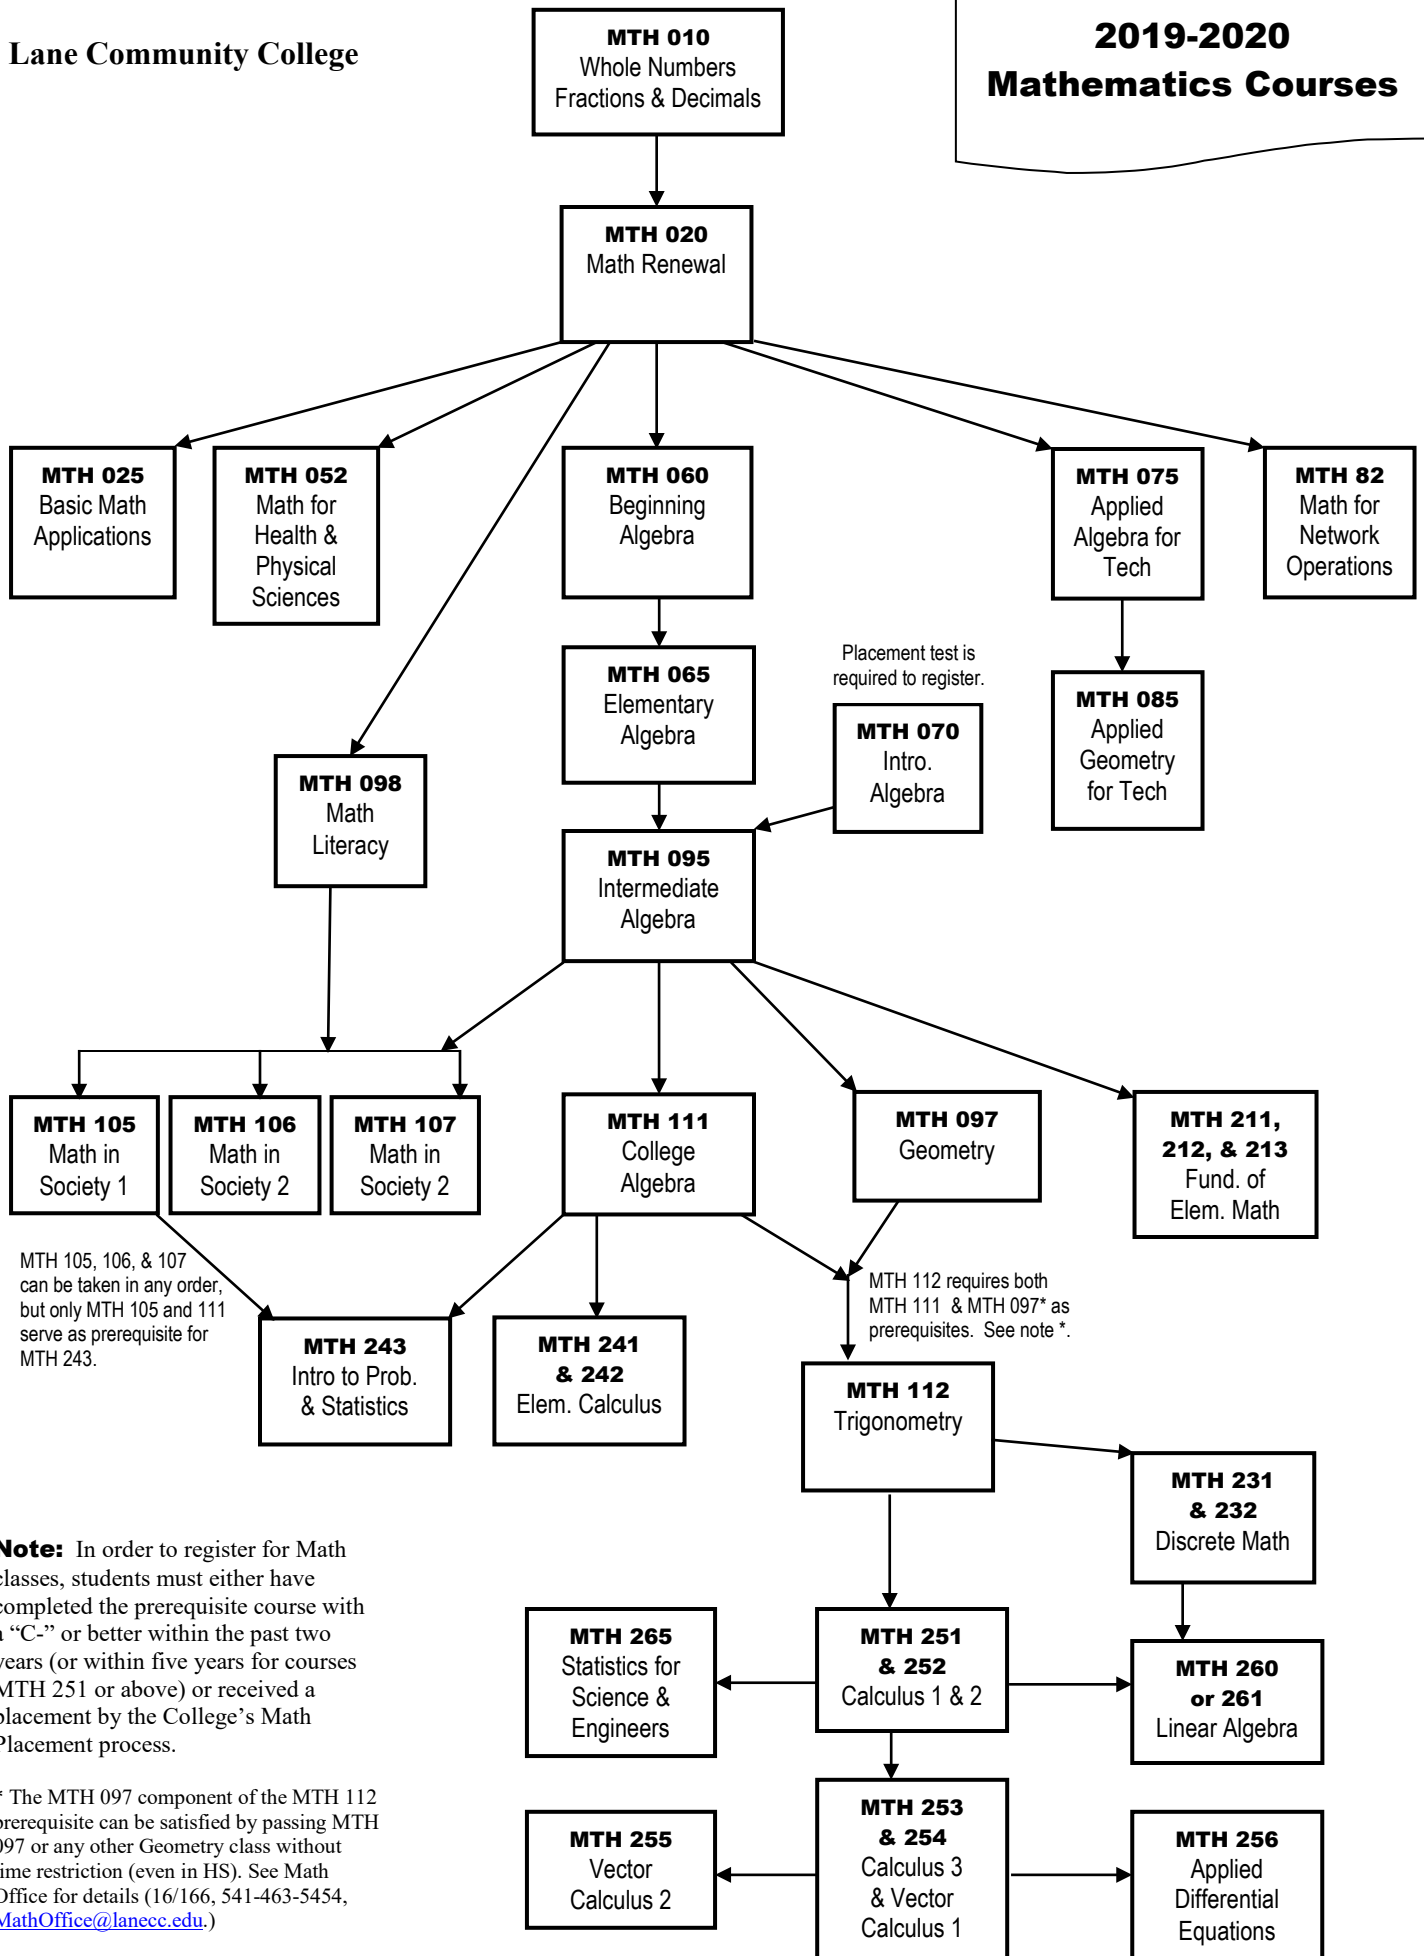 Lane Community College
2019-2020
Mathematics Courses
MTH 010
Whole Numbers
Fractions & Decimals
MTH 020
Math Renewal
MTH 025
Basic Math
Applications
MTH 052
Math for
Health &
Physical
Sciences
MTH 060
Beginning
Algebra
MTH 075
Applied
Algebra for
Tech
MTH 82
Math for
Network
Operations
MTH 065
Elementary
Algebra
Placement test is
required to register.
MTH 070
Intro.
Algebra
MTH 085
Applied
Geometry
for Tech
MTH 098
Math
Literacy
MTH 095
Intermediate
Algebra
MTH 105
Math in
Society 1
MTH 106
Math in
Society 2
MTH 107
Math in
Society 2
MTH 111
College
Algebra
MTH 097
Geometry
MTH 211,
212, & 213
Fund. of
Elem. Math
MTH 105, 106, & 107
can be taken in any order,
but only MTH 105 and 111
serve as prerequisite for
MTH 243.
MTH 112 requires both
MTH 111 & MTH 097* as
prerequisites. See note *.
MTH 243
Intro to Prob.
& Statistics
MTH 241
& 242
Elem. Calculus
MTH 112
Trigonometry
MTH 231
& 232
Discrete Math
Note: In order to register for Math
classes, students must either have
completed the prerequisite course with
a “C-” or better within the past two
years (or within five years for courses
MTH 251 or above) or received a
placement by the College’s Math
Placement process.
MTH 265
Statistics for
Science &
Engineers
MTH 251
& 252
Calculus 1 & 2
MTH 260
or 261
Linear Algebra
* The MTH 097 component of the MTH 112
prerequisite can be satisfied by passing MTH
097 or any other Geometry class without
time restriction (even in HS). See Math
Office for details (16/166, 541-463-5454,
MathOffice@lanecc.edu.)
MTH 255
Vector
Calculus 2
MTH 253
& 254
Calculus 3
& Vector
Calculus 1
MTH 256
Applied
Differential
Equations